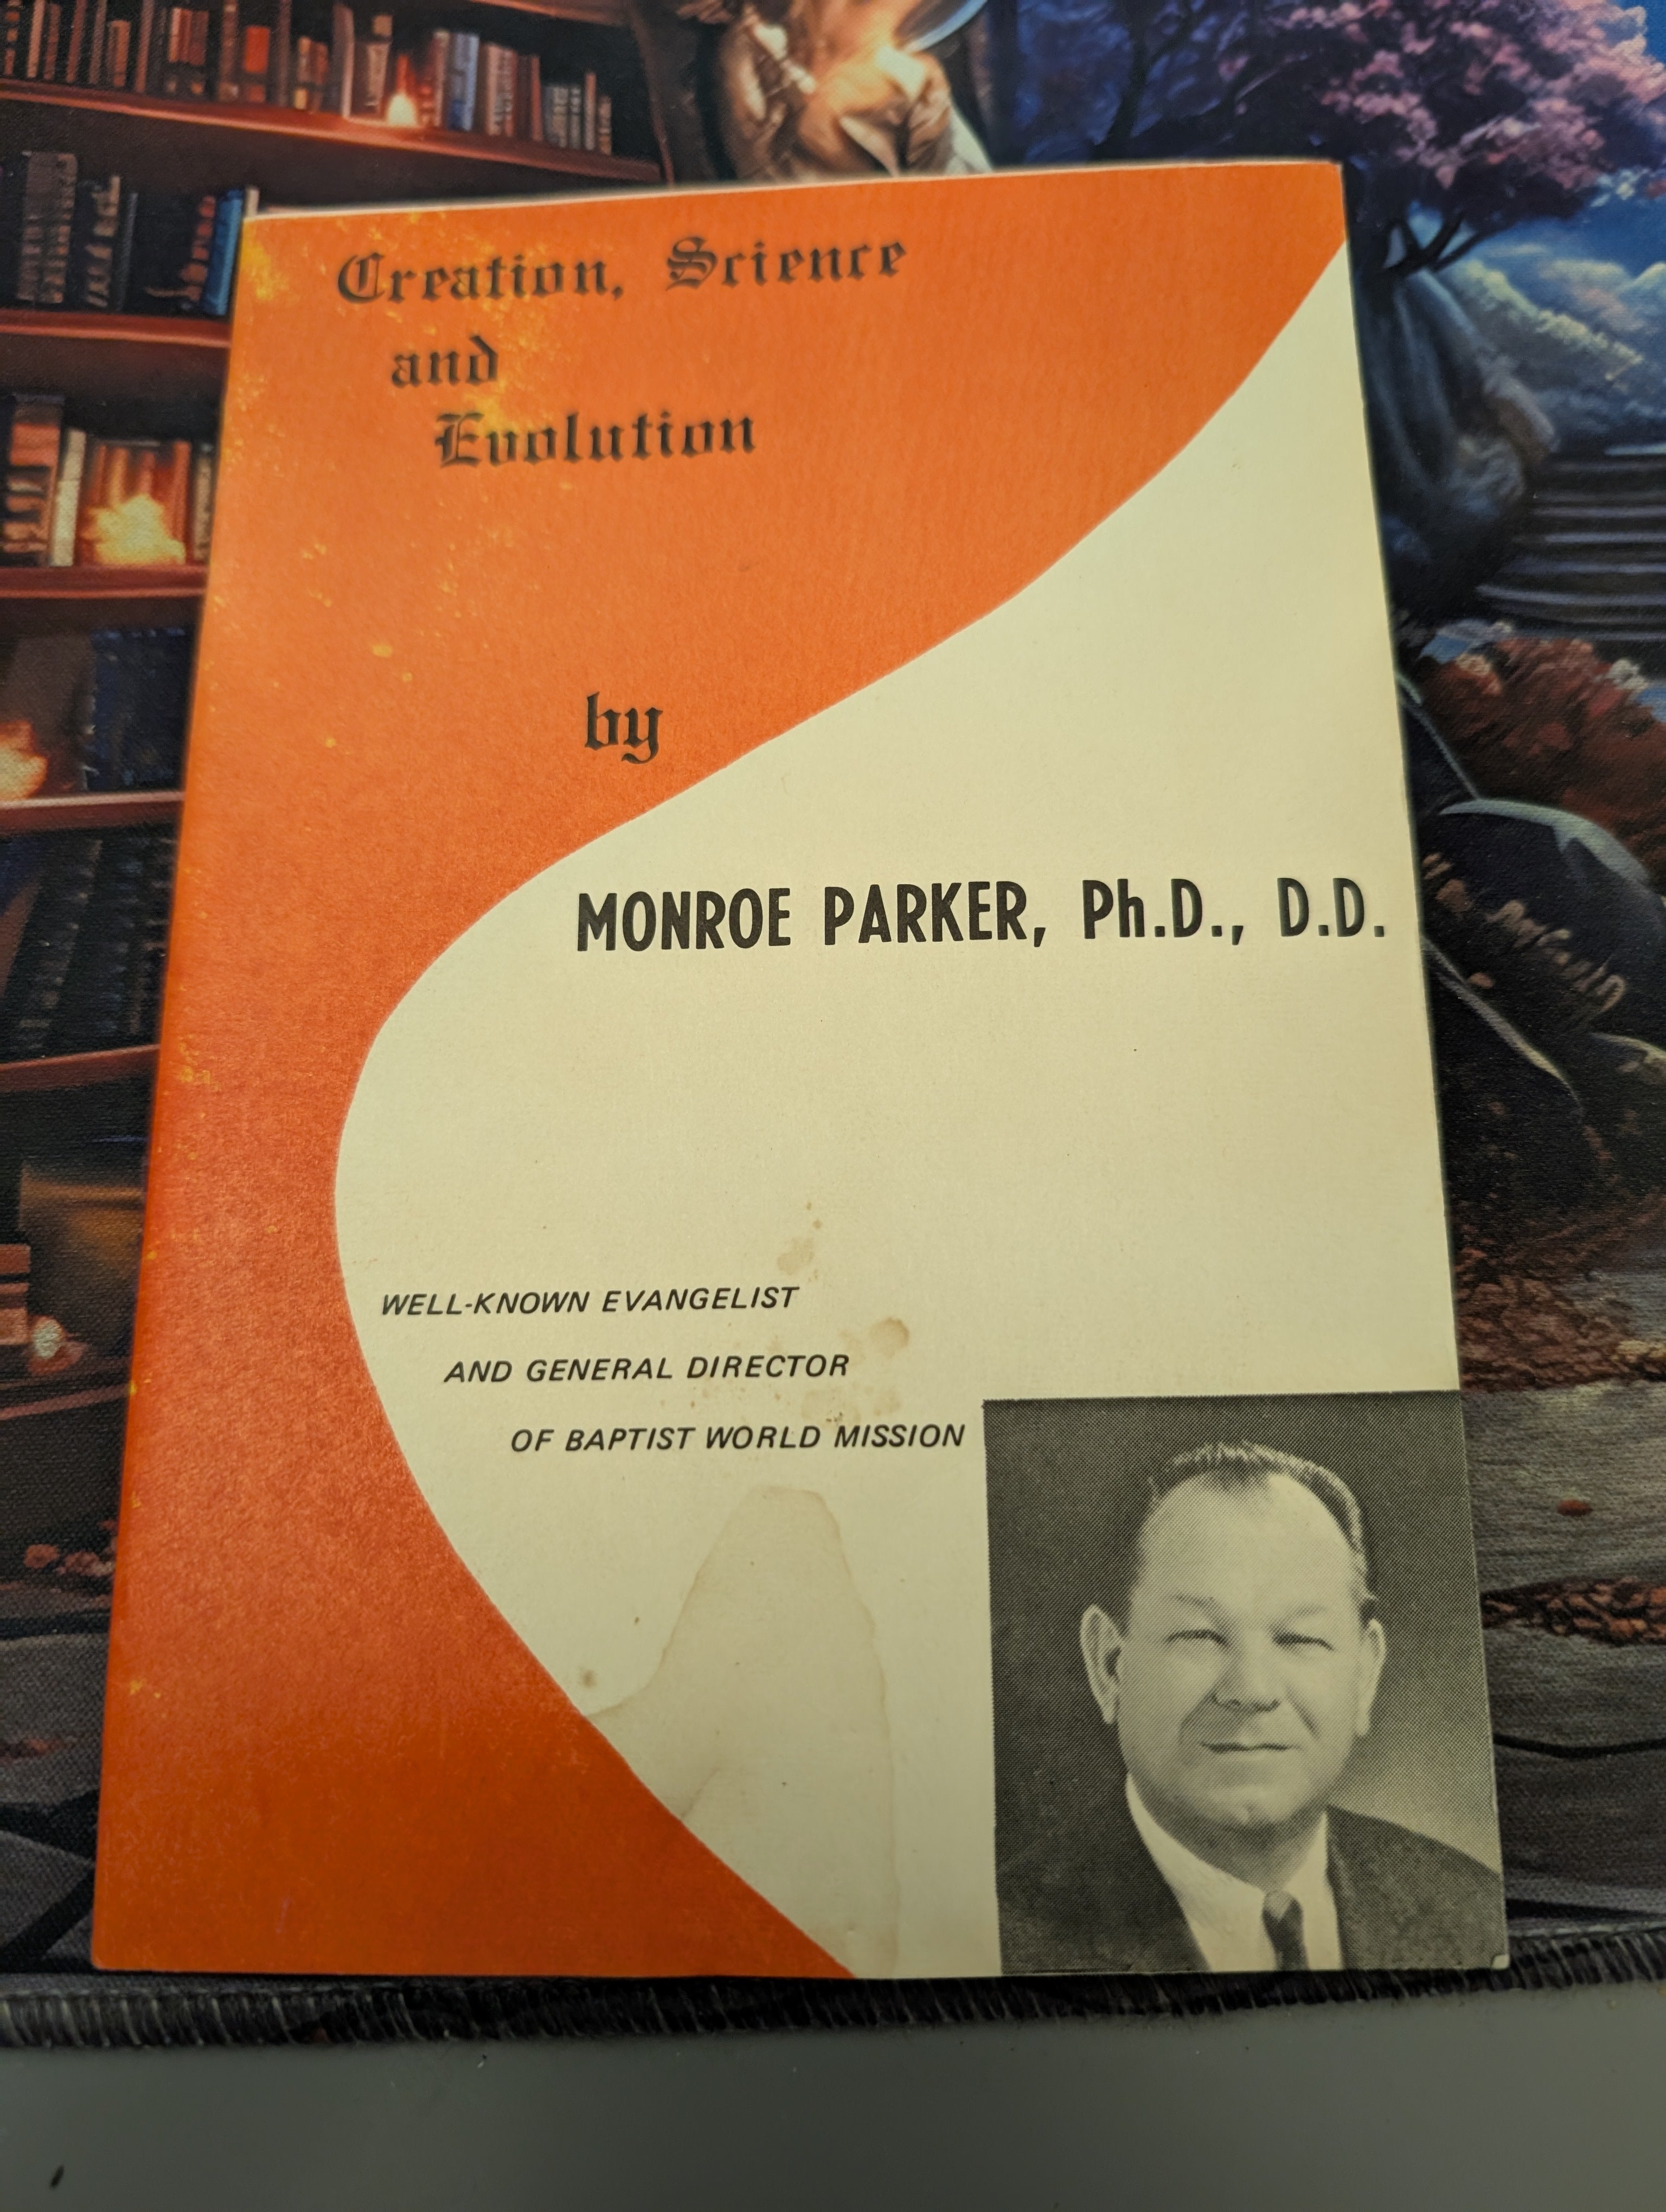 Creation, Science
and
Evolution
by
MONROE PARKER, Ph.D., D.D.
WELL-KNOWN EVANGELIST
AND GENERAL DIRECTOR
OF BAPTIST WORLD MISSION